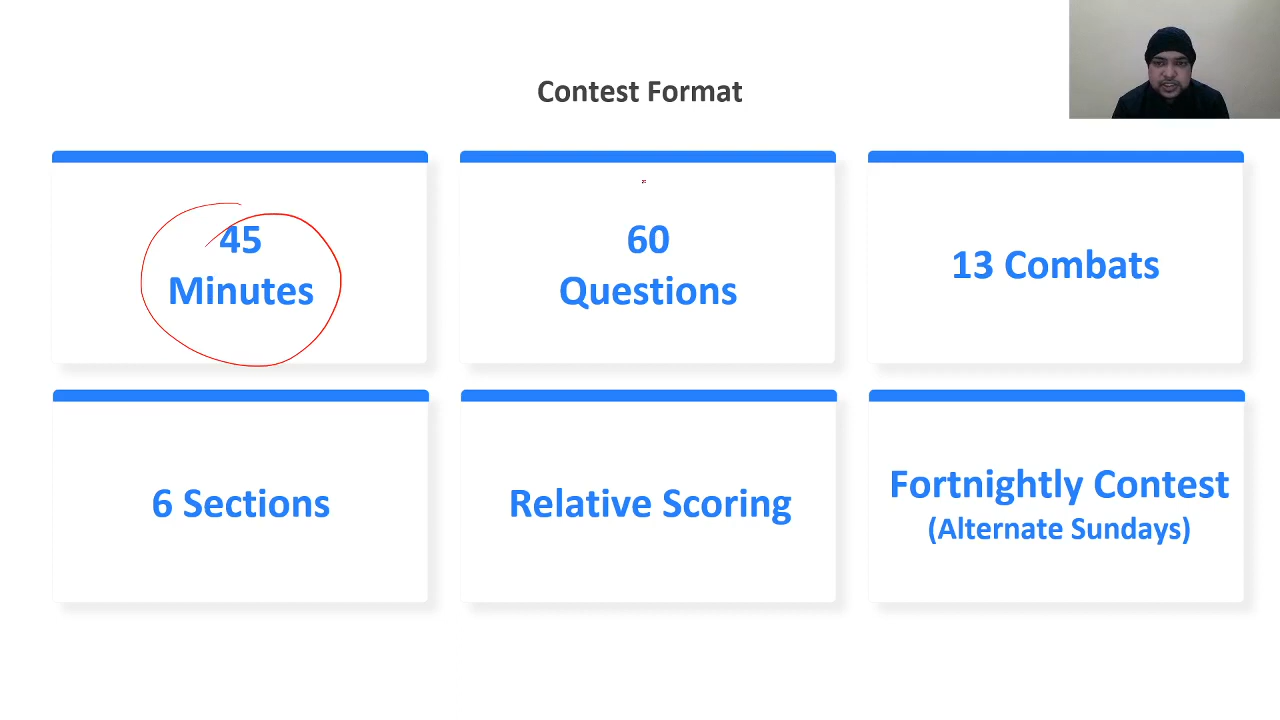 Contest Format
45
Minutes
60
Questions
13 Combats
6 Sections
Relative Scoring
Fortnightly Contest
(Alternate Sundays)